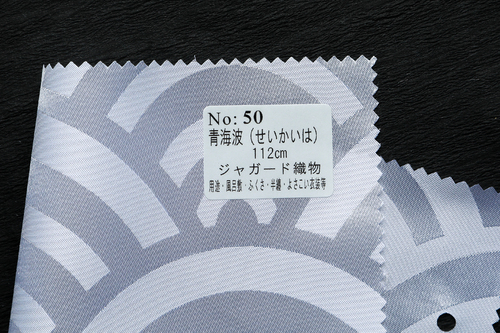 No: 50
青海波（せいかいは）
112cm
ジャガード織物
用途・風呂敷・ふくさ・半纏・よさこい衣装等